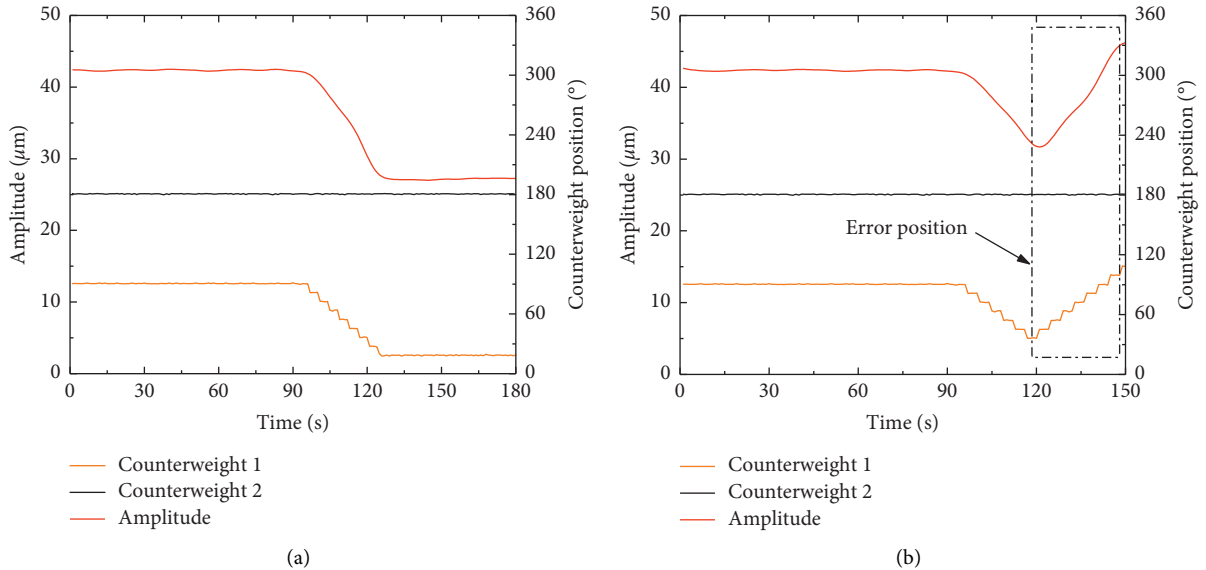 50
40
30
20
10
0
Amplitude (μm)
360
300
240
180
120
60
0
Counterweight position (°)
0 30 60 90 120 150 180
Time (s)
Counterweight 1
Counterweight 2
Amplitude
(a)
50
40
30
20
10
0
Amplitude (μm)
360
300
240
180
120
60
0
Counterweight position (°)
Error position
0 30 60 90 120 150
Time (s)
Counterweight 1
Counterweight 2
Amplitude
(b)